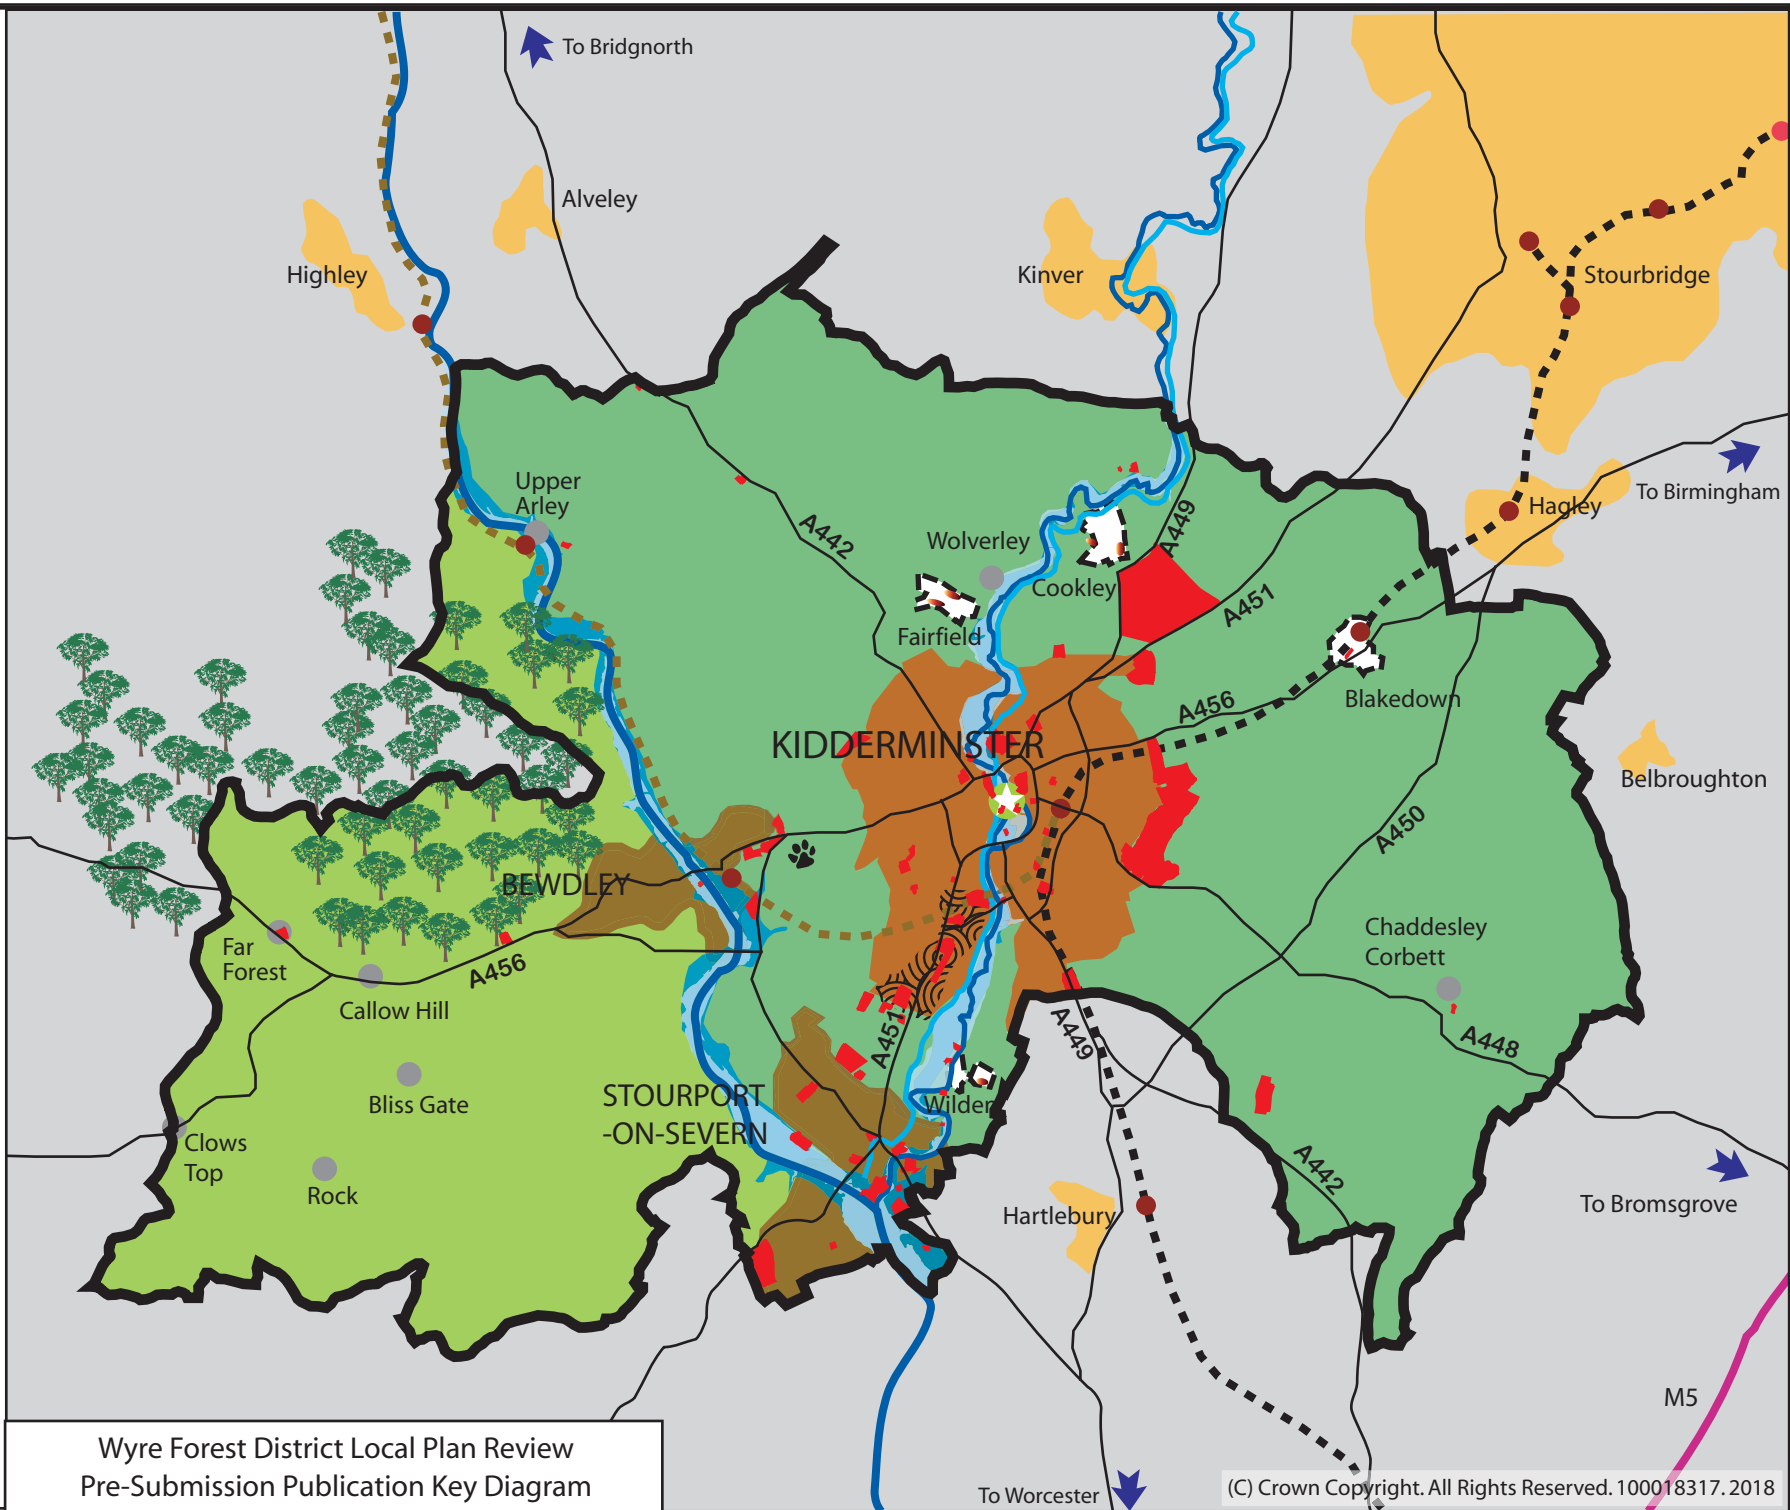 To Bridgnorth
Alveley
Highley
Kinver
Stourbridge
To Birmingham
Hagley
Upper
Arley
A442
Wolverley
A449
Cookley
A451
Fairfield
Blakedown
A456
KIDDERMINSTER
Belbroughton
A450
BEWDLEY
Chaddesley
Corbett
Far
Forest
A456
Callow Hill
A451
A449
A448
Bliss Gate
STOURPORT
-ON-SEVERN
Wilden
Clows
Top
Rock
A442
Hartlebury
To Bromsgrove
M5
Wyre Forest District Local Plan Review
Pre-Submission Publication Key Diagram
To Worcester
(C) Crown Copyright. All Rights Reserved. 100018317. 2018